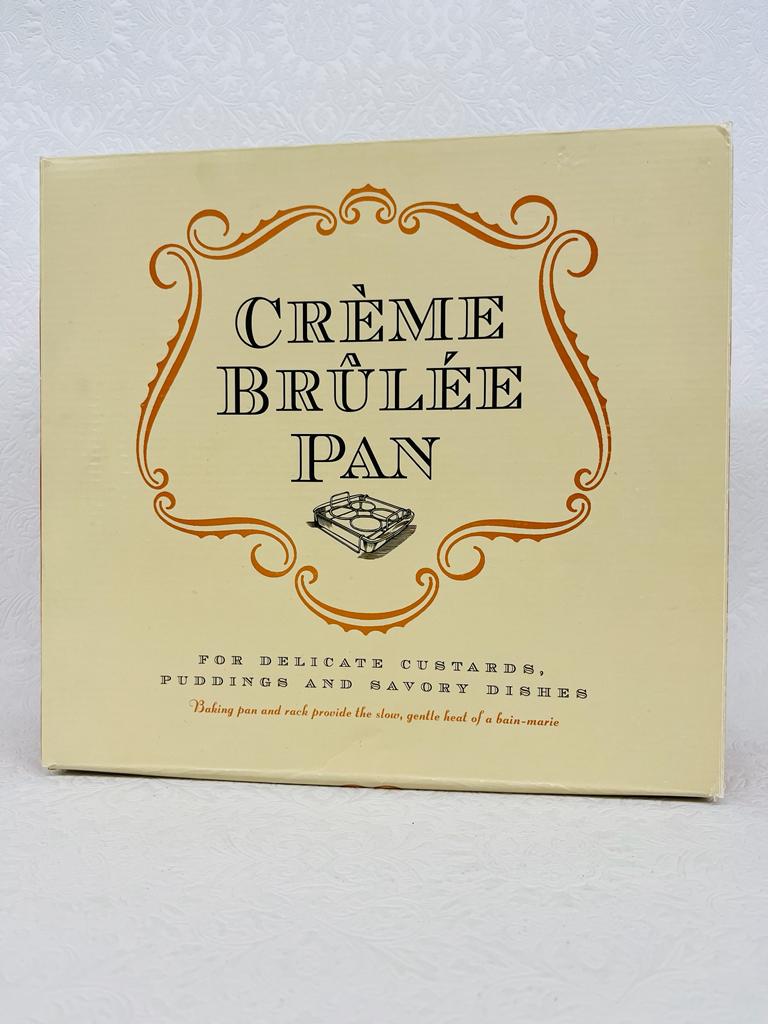 CRÈME
BRÛLÉE
PAN
FOR DELICATE CUSTARDS,
PUDDINGS AND SAVORY DISHES
Baking pan and rack provide the slow, gentle heat of a bain-marie